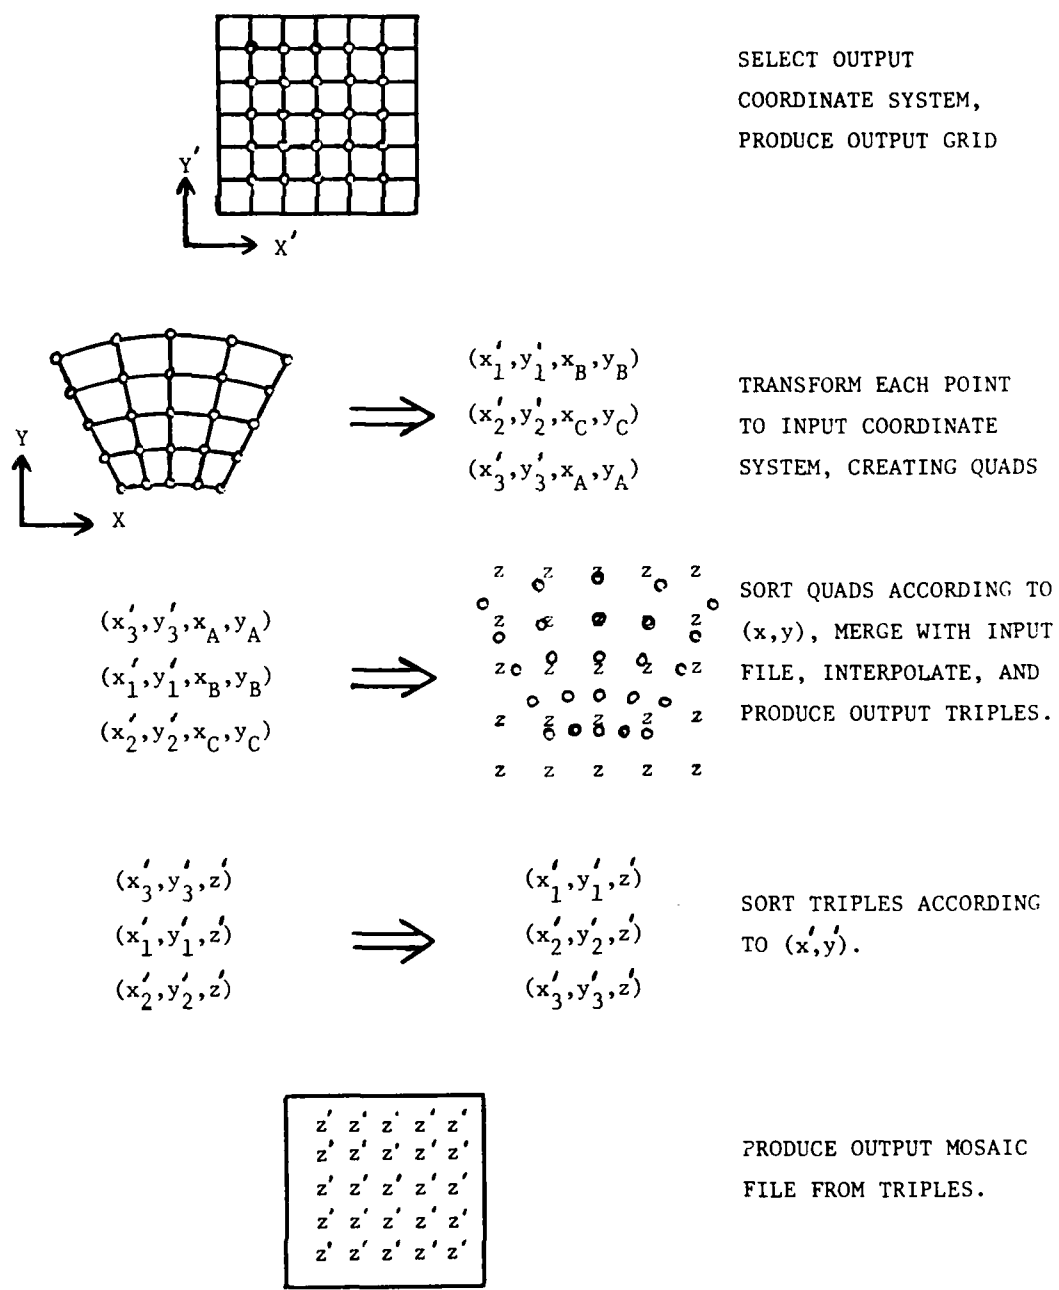 SELECT OUTPUT
COORDINATE SYSTEM,
PRODUCE OUTPUT GRID
Y'
X'
(x'1,y'1,xB,yB)
(x'2,y'2,xC,yC)
(x'3,y'3,xA,yA)
TRANSFORM EACH POINT
TO INPUT COORDINATE
SYSTEM, CREATING QUADS
Y
X
(x'3,y'3,xA,yA)
(x'1,y'1,xB,yB)
(x'2,y'2,xC,yC)
z z z z z
z z z z z
z z z z z
z z z z z
z z z z z
SORT QUADS ACCORDING TO
(x,y), MERGE WITH INPUT
FILE, INTERPOLATE, AND
PRODUCE OUTPUT TRIPLES.
(x'3,y'3,z')
(x'1,y'1,z')
(x'2,y'2,z')
(x'1,y'1,z')
(x'2,y'2,z')
(x'3,y'3,z')
SORT TRIPLES ACCORDING
TO (x',y').
z' z' z' z' z'
z' z' z' z' z'
z' z' z' z' z'
z' z' z' z' z'
z' z' z' z' z'
PRODUCE OUTPUT MOSAIC
FILE FROM TRIPLES.